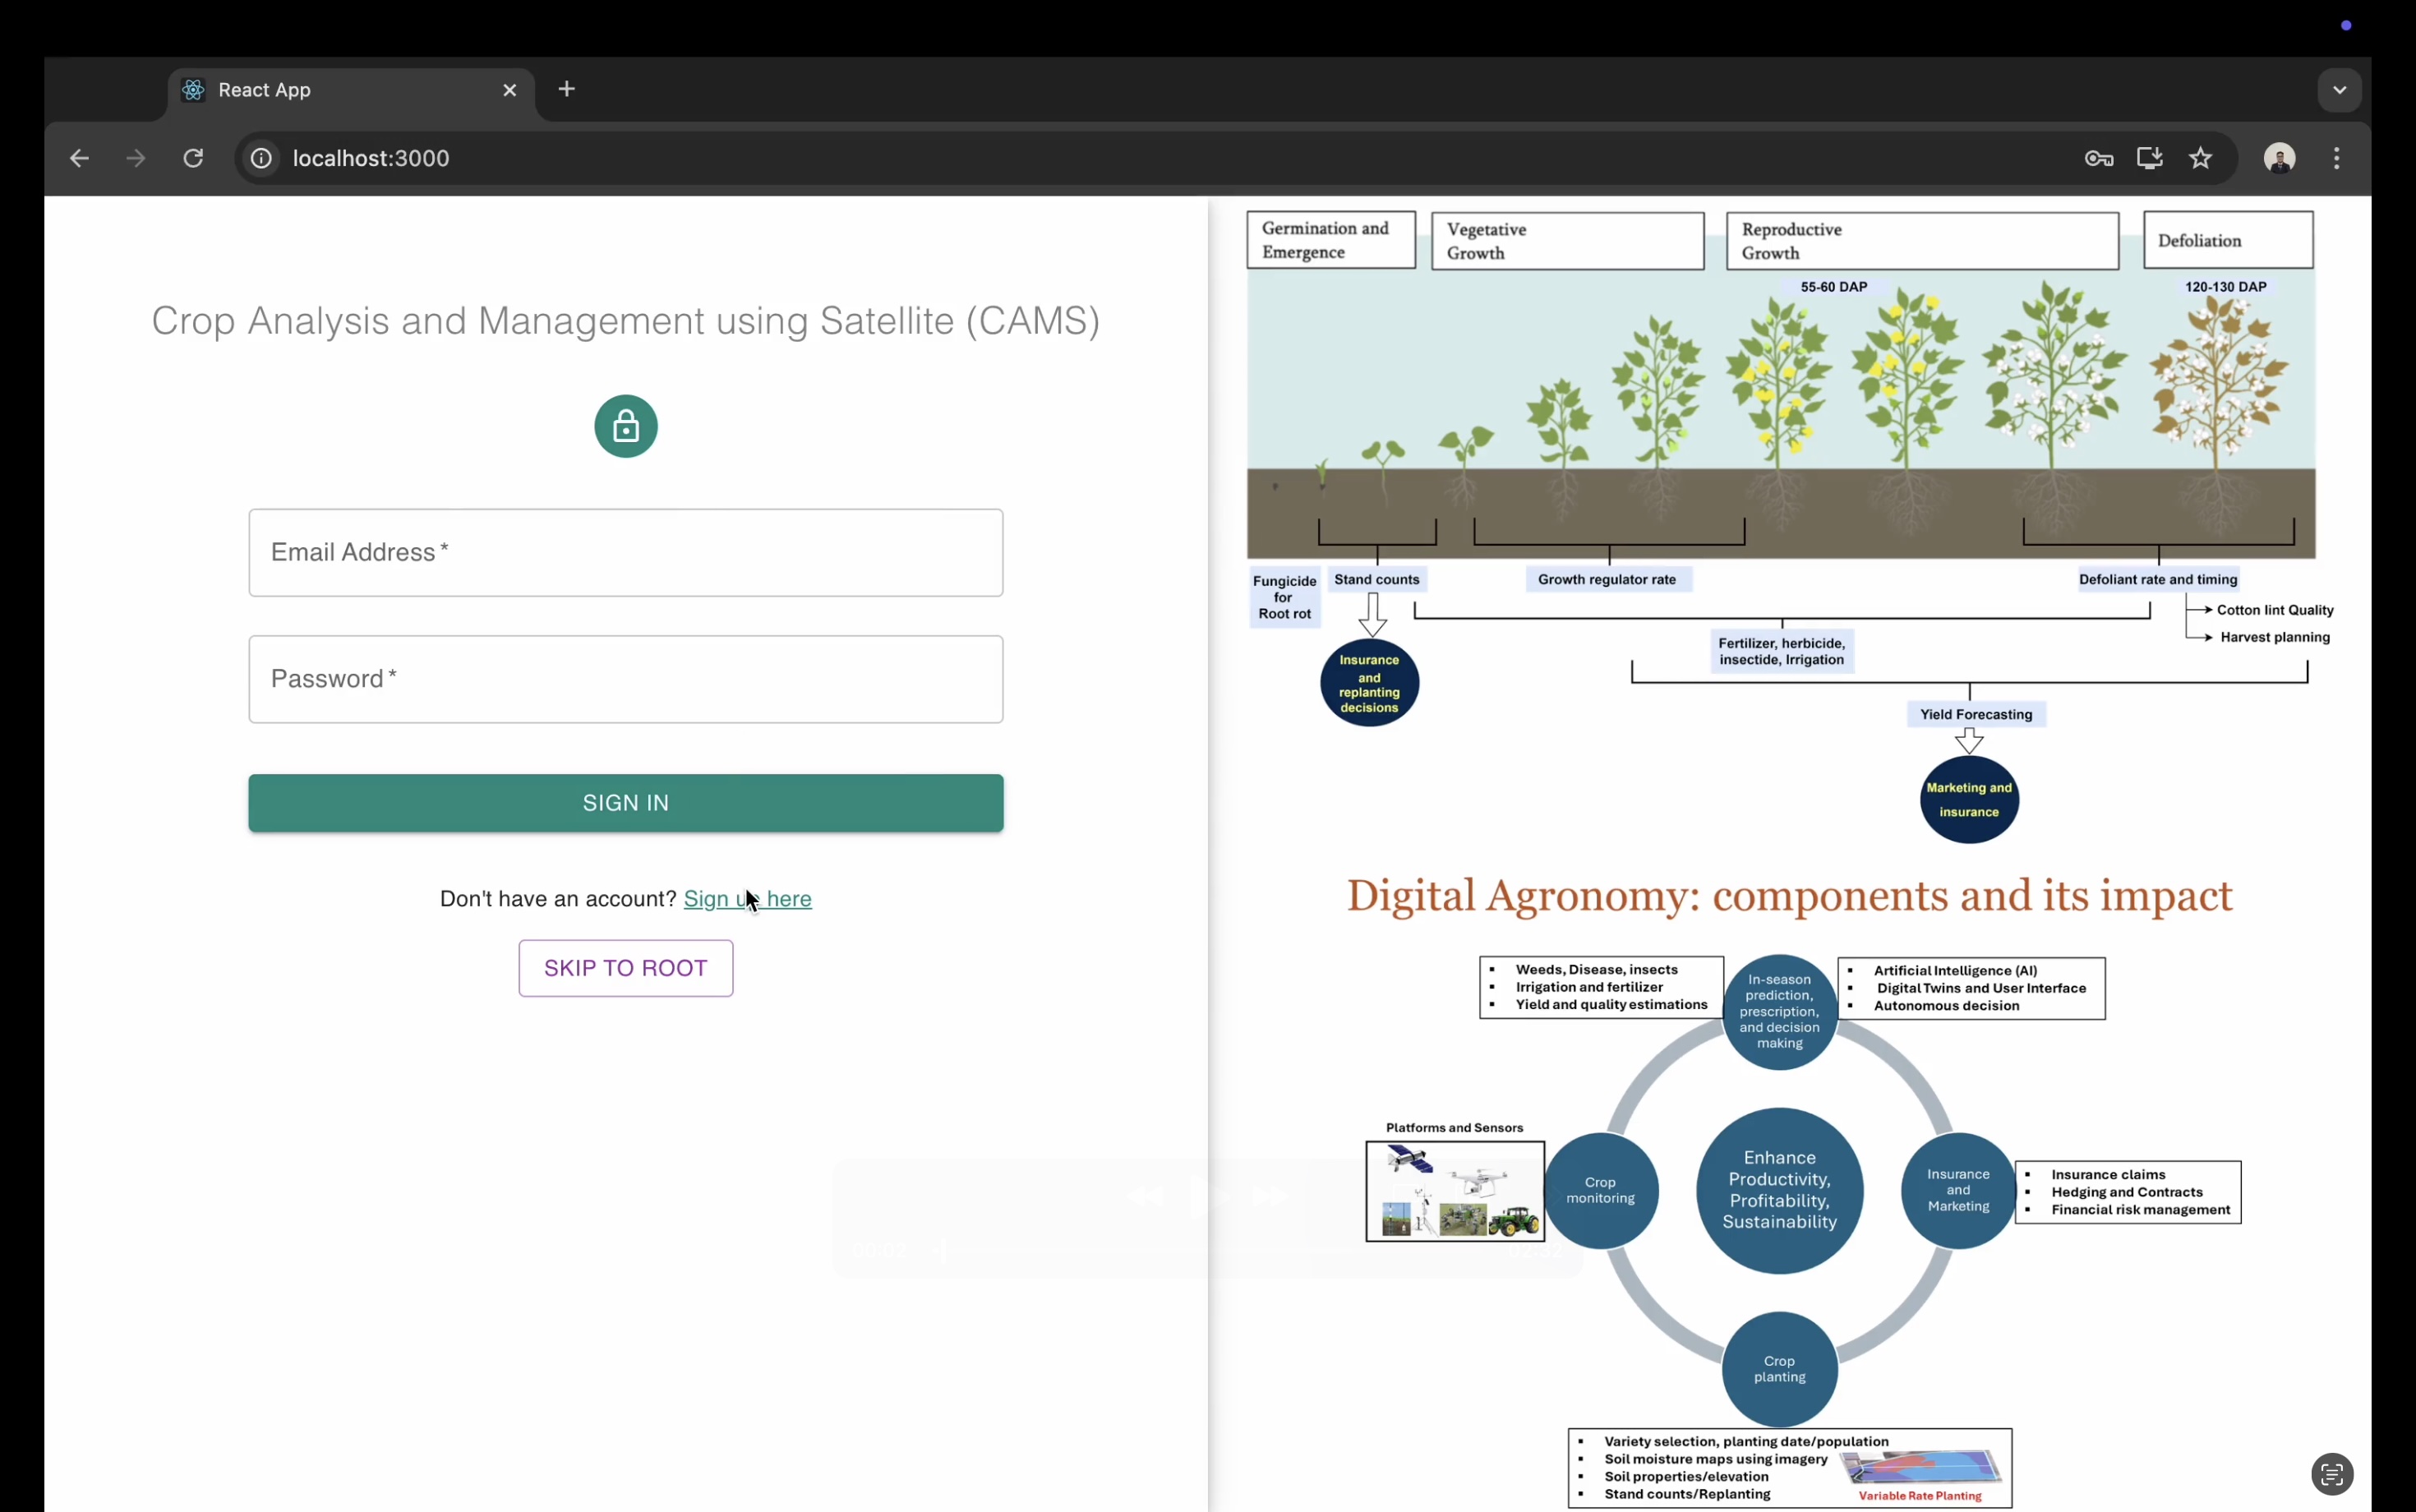 React App
localhost:3000
Crop Analysis and Management using Satellite (CAMS)
Email Address *
Password *
SIGN IN
Don't have an account? Sign up here
SKIP TO ROOT
Germination and
Emergence
Vegetative
Growth
Reproductive
Growth
Defoliation
55-60 DAP
120-130 DAP
Fungicide
for
Root rot
Stand counts
Growth regulator rate
Defoliant rate and timing
Cotton lint Quality
Harvest planning
Insurance
and
replanting
decisions
Fertilizer, herbicide,
insectide, Irrigation
Yield Forecasting
Marketing and
insurance
Digital Agronomy: components and its impact
▪ Weeds, Disease, insects
▪ Irrigation and fertilizer
▪ Yield and quality estimations
In-season
prediction,
prescription,
and decision
making
▪ Artificial Intelligence (AI)
▪ Digital Twins and User Interface
▪ Autonomous decision
Platforms and Sensors
Crop
monitoring
Enhance
Productivity,
Profitability,
Sustainability
Insurance
and
Marketing
▪ Insurance claims
▪ Hedging and Contracts
▪ Financial risk management
Crop
planting
▪ Variety selection, planting date/population
▪ Soil moisture maps using imagery
▪ Soil properties/elevation
▪ Stand counts/Replanting
Variable Rate Planting